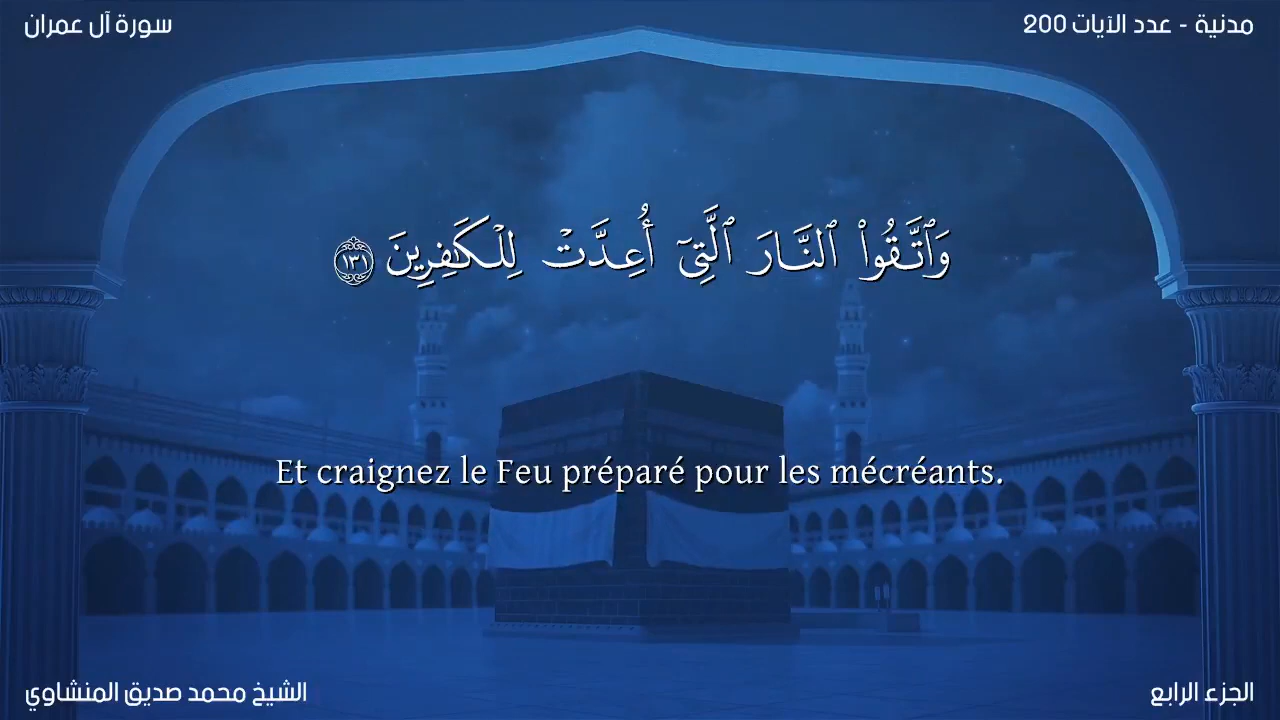 مدنية - عدد الآيات 200
سورة آل عمران
وَٱتَّقُوا۟ ٱلنَّارَ ٱلَّتِىٓ أُعِدَّتْ لِلْكَـٰفِرِينَ ١٣١
Et craignez le Feu préparé pour les mécréants.
الجزء الرابع
الشيخ محمد صديق المنشاوي